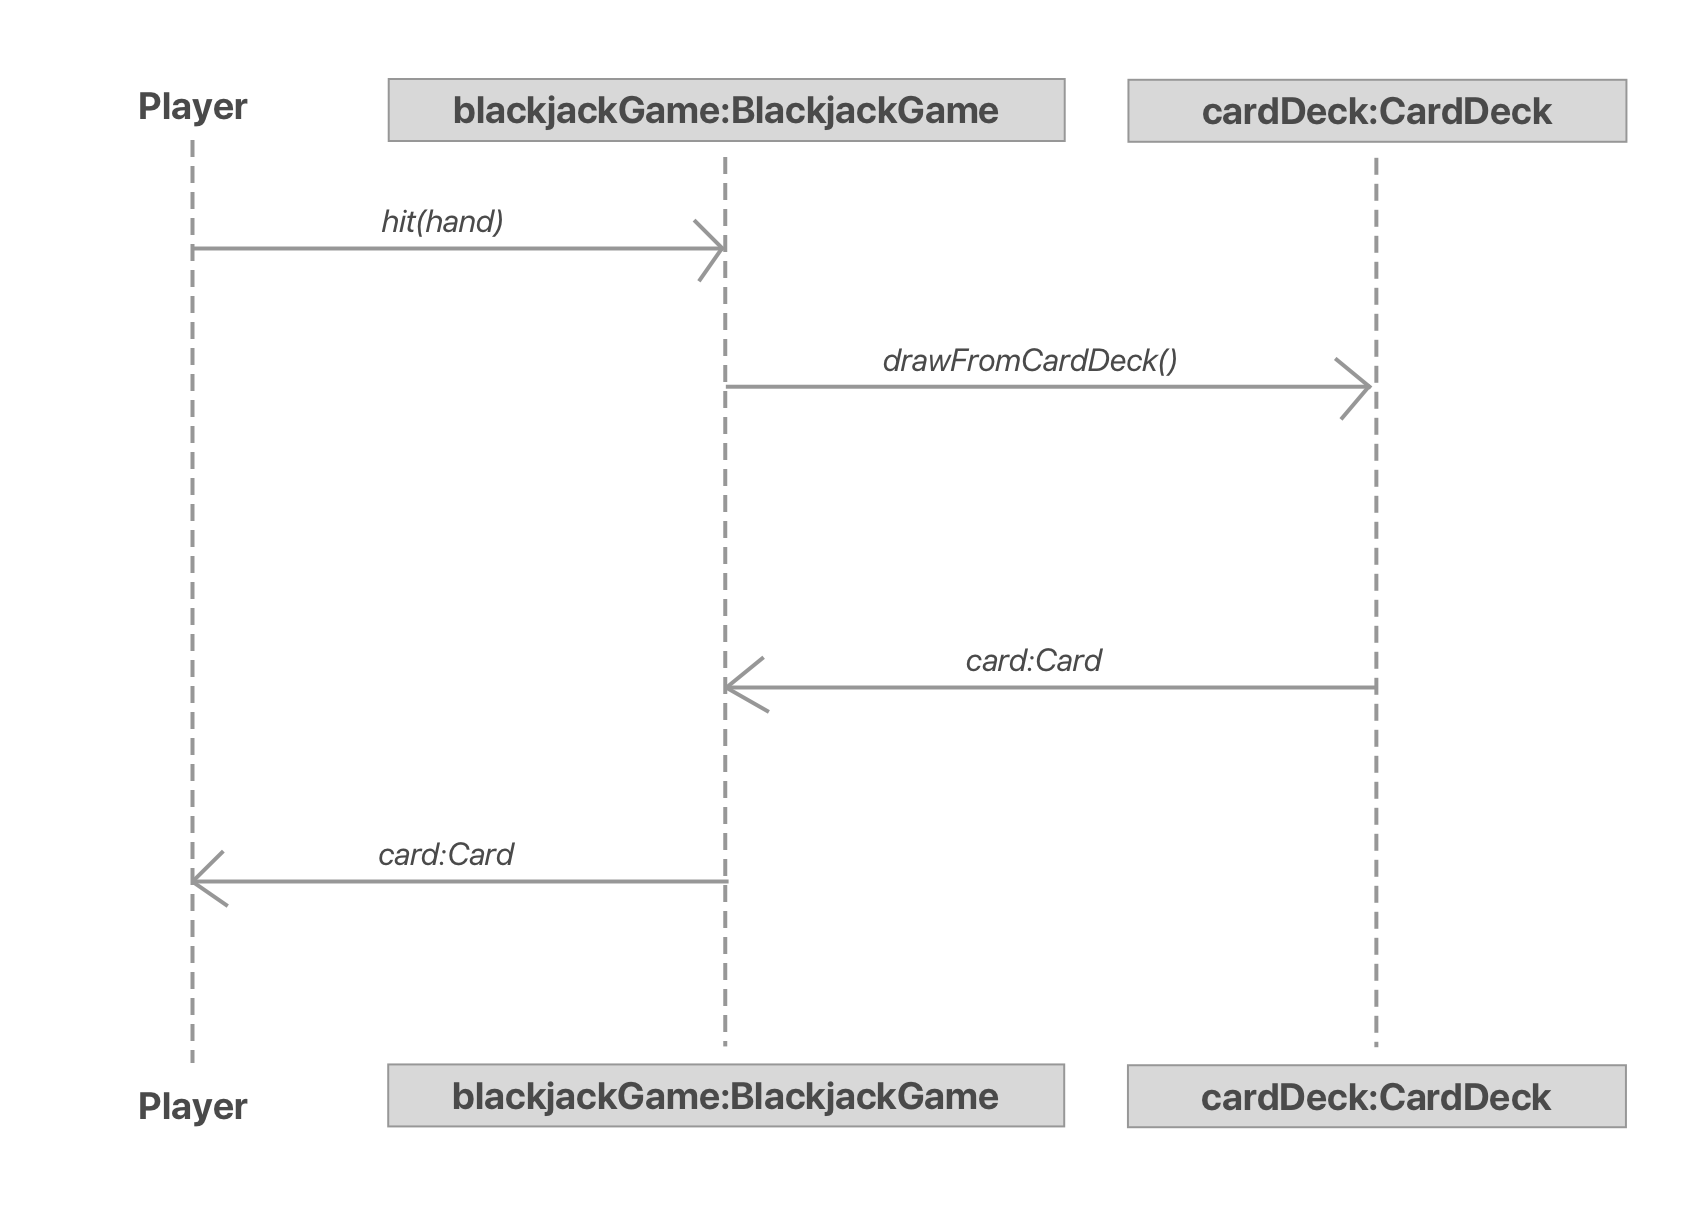 Player
blackjackGame:BlackjackGame
cardDeck:CardDeck
hit(hand)
drawFromCardDeck()
card:Card
card:Card
Player
blackjackGame:BlackjackGame
cardDeck:CardDeck